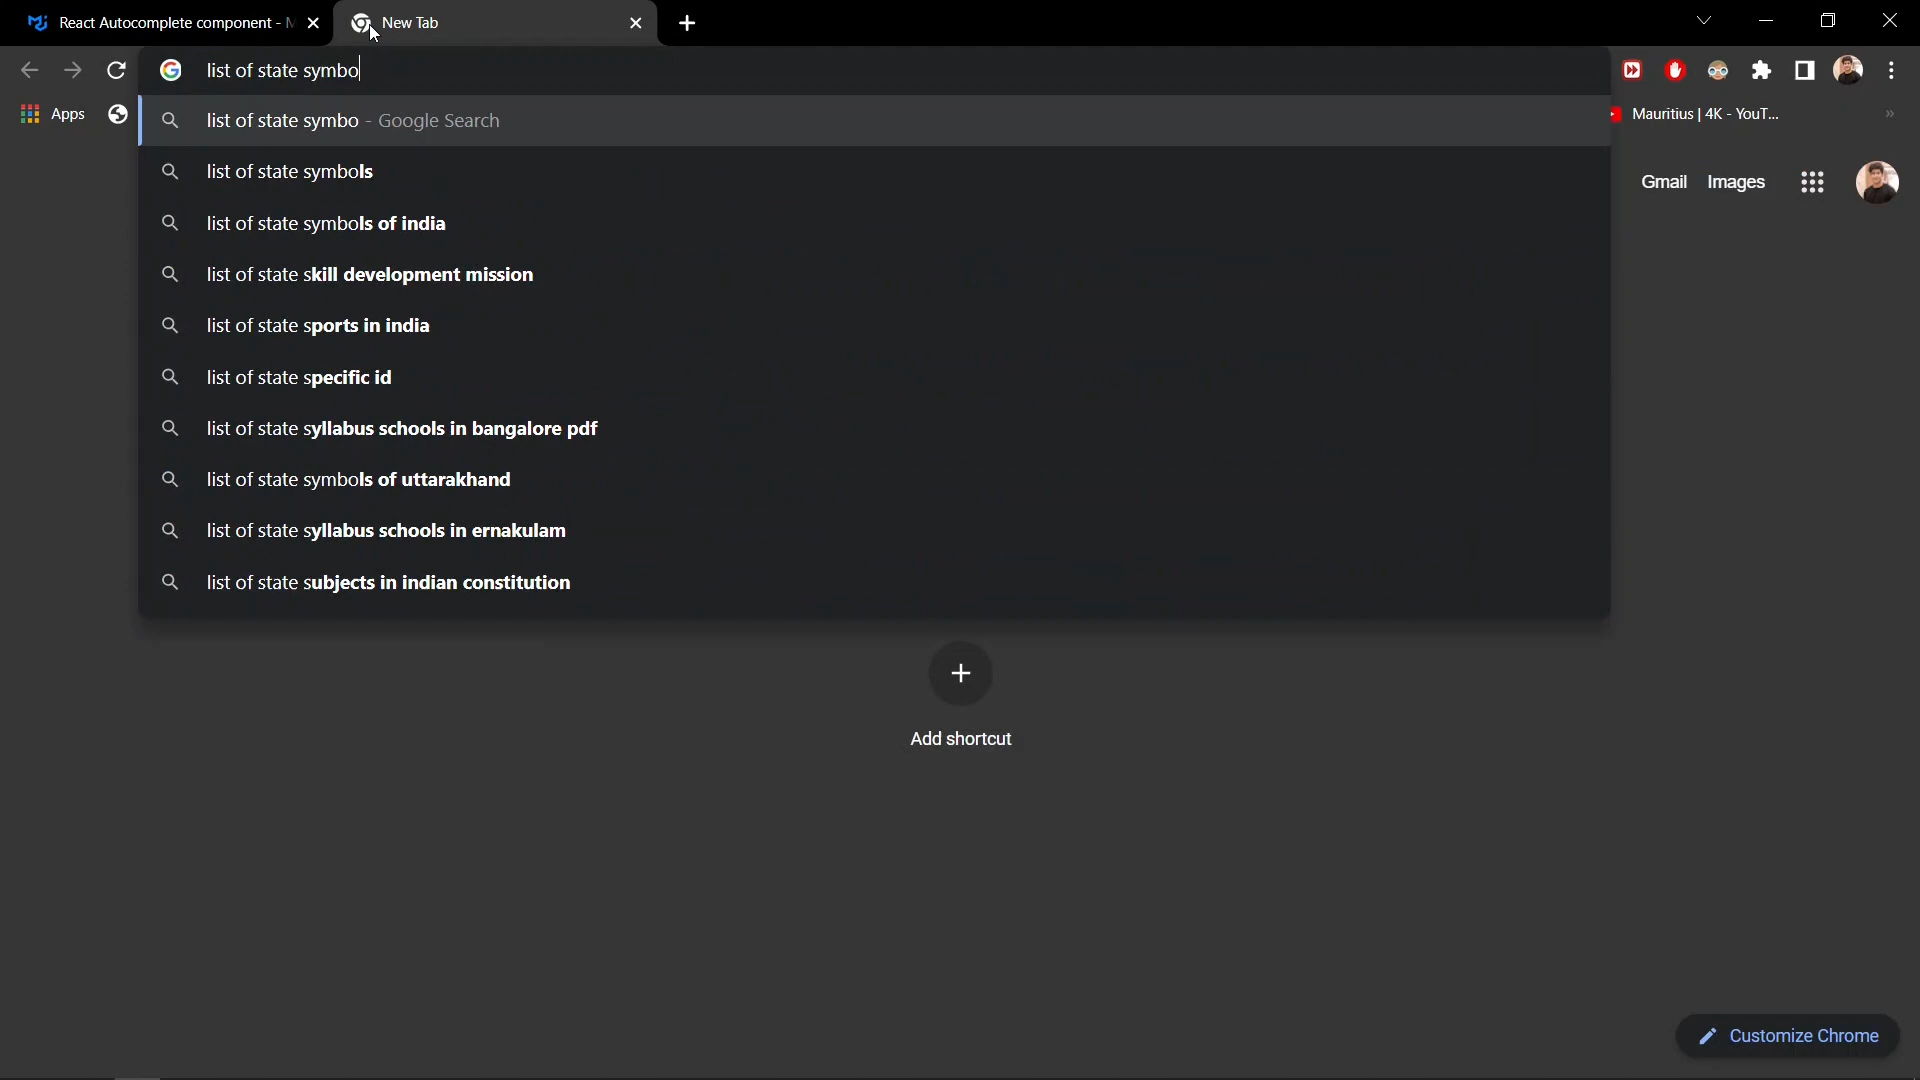 React Autocomplete component - M
New Tab
list of state symbo
Apps
Mauritius | 4K - YouT...
»
list of state symbo - Google Search
list of state symbols
list of state symbols of india
list of state skill development mission
list of state sports in india
list of state specific id
list of state syllabus schools in bangalore pdf
list of state symbols of uttarakhand
list of state syllabus schools in ernakulam
list of state subjects in indian constitution
Gmail Images
Add shortcut
Customize Chrome